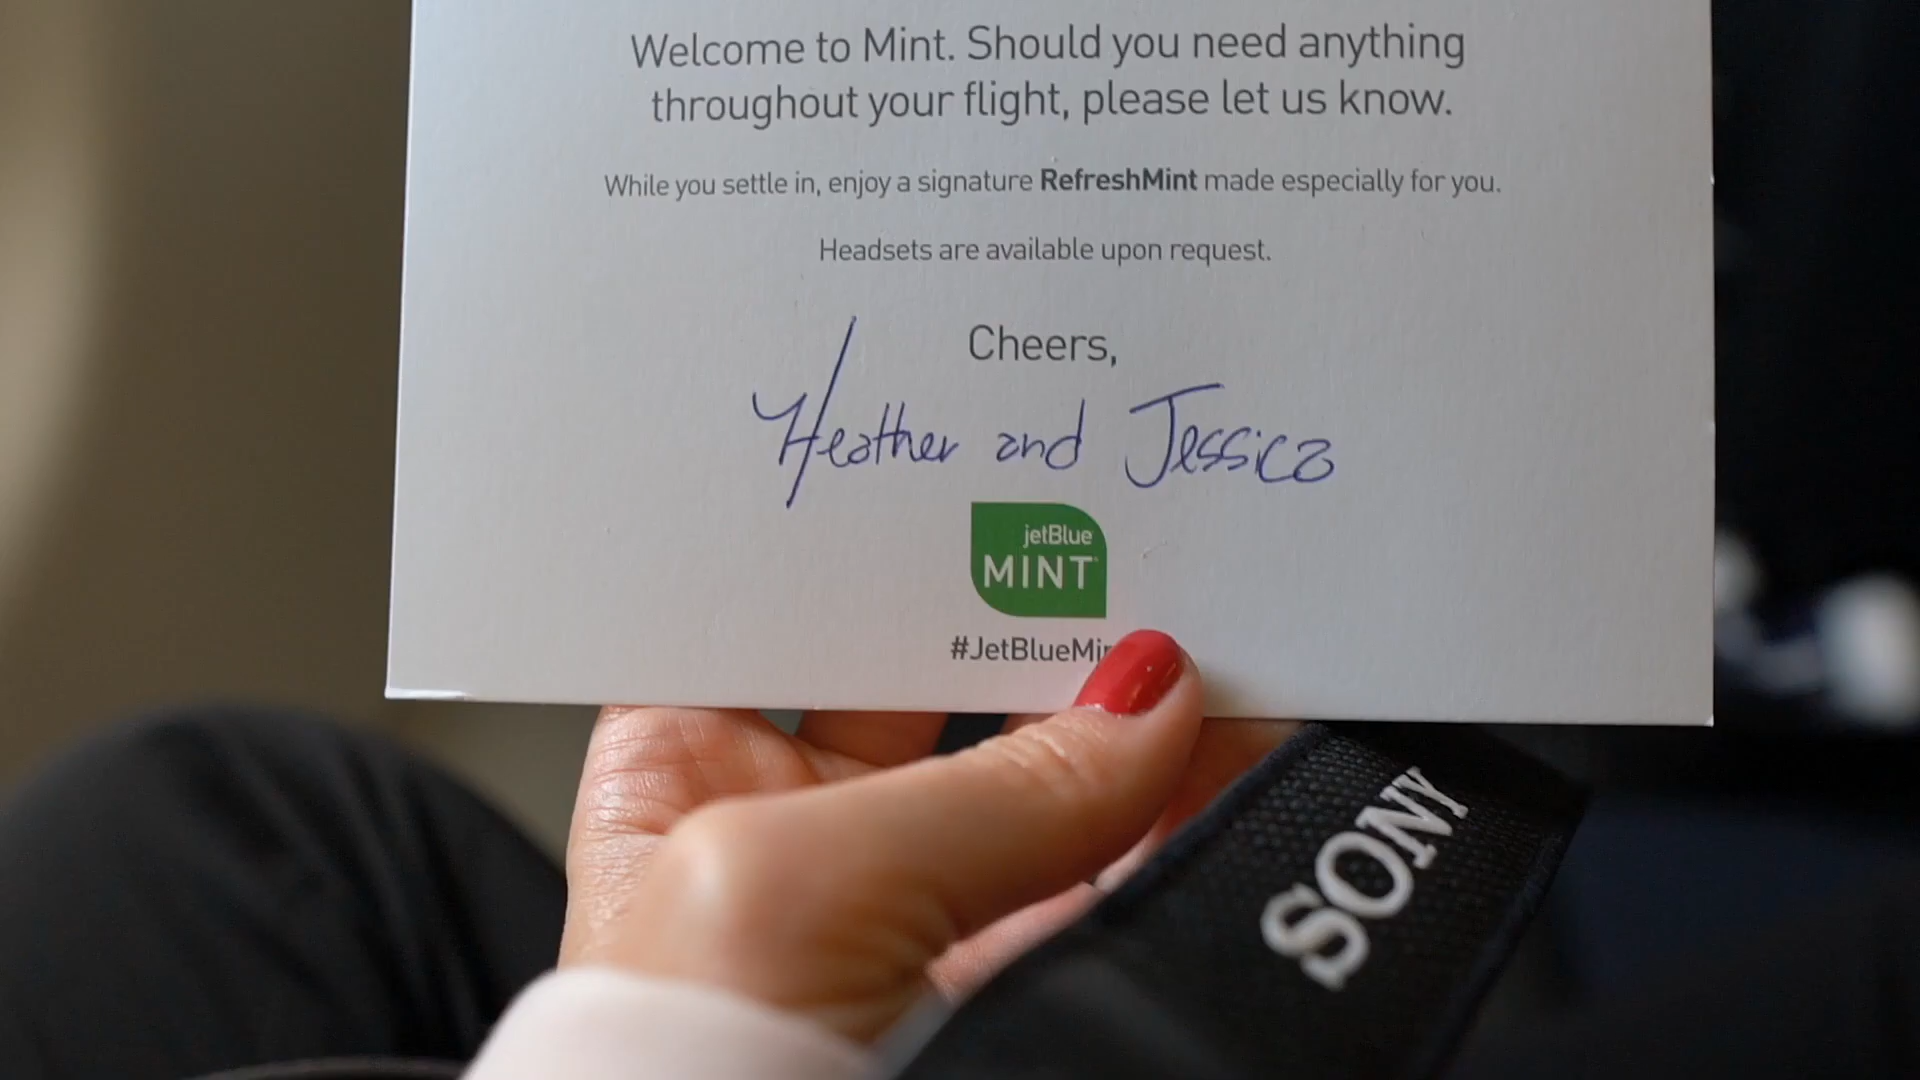 Welcome to Mint. Should you need anything
throughout your flight, please let us know.
While you settle in, enjoy a signature RefreshMint made especially for you.
Headsets are available upon request.
Cheers,
Heather and Jessica
jetBlue
MINT
#JetBlueMi
SONY